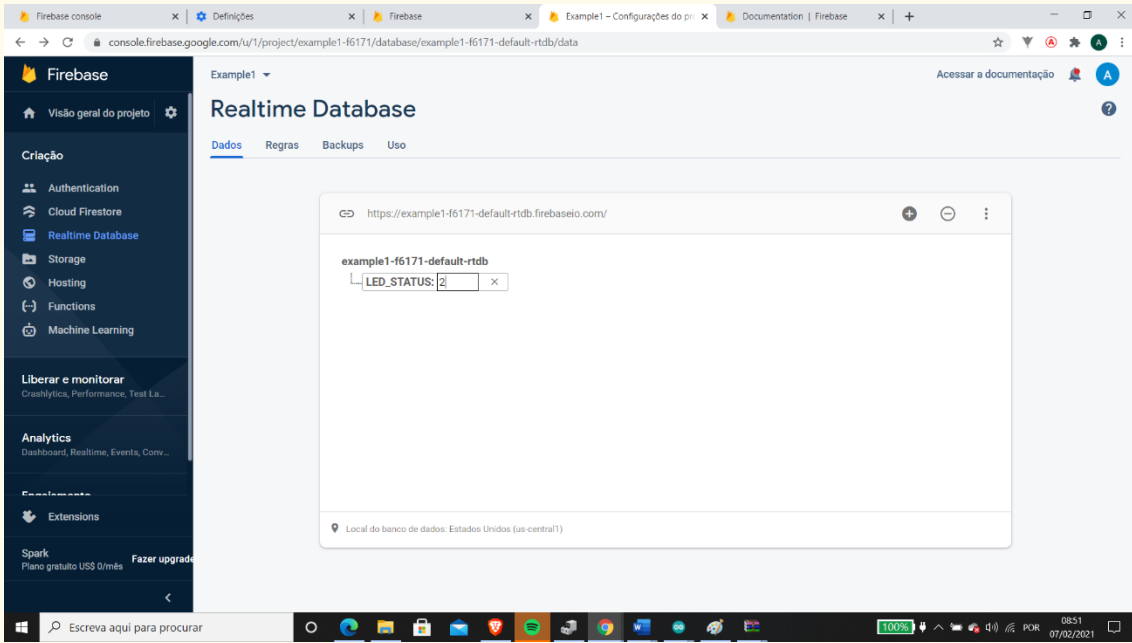 Firebase console
Definições
Firebase
Example1 – Configurações do pr
Documentation | Firebase
console.firebase.google.com/u/1/project/example1-f6171/database/example1-f6171-default-rtdb/data
A
A
Firebase
Example1
Acessar a documentação
A
Visão geral do projeto
Realtime Database
?
Dados Regras Backups Uso
Criação
Authentication
Cloud Firestore
Realtime Database
Storage
Hosting
Functions
Machine Learning
https://example1-f6171-default-rtdb.firebaseio.com/
example1-f6171-default-rtdb
LED_STATUS: 2
Liberar e monitorar
Crashlytics, Performance, Test La...
Analytics
Dashboard, Realtime, Events, Conv...
Extensions
Local do banco de dados: Estados Unidos (us-central1)
Spark
Plano gratuito US$ 0/mês
Fazer upgrade
Escreva aqui para procurar
100%
POR
08:51
07/02/2021